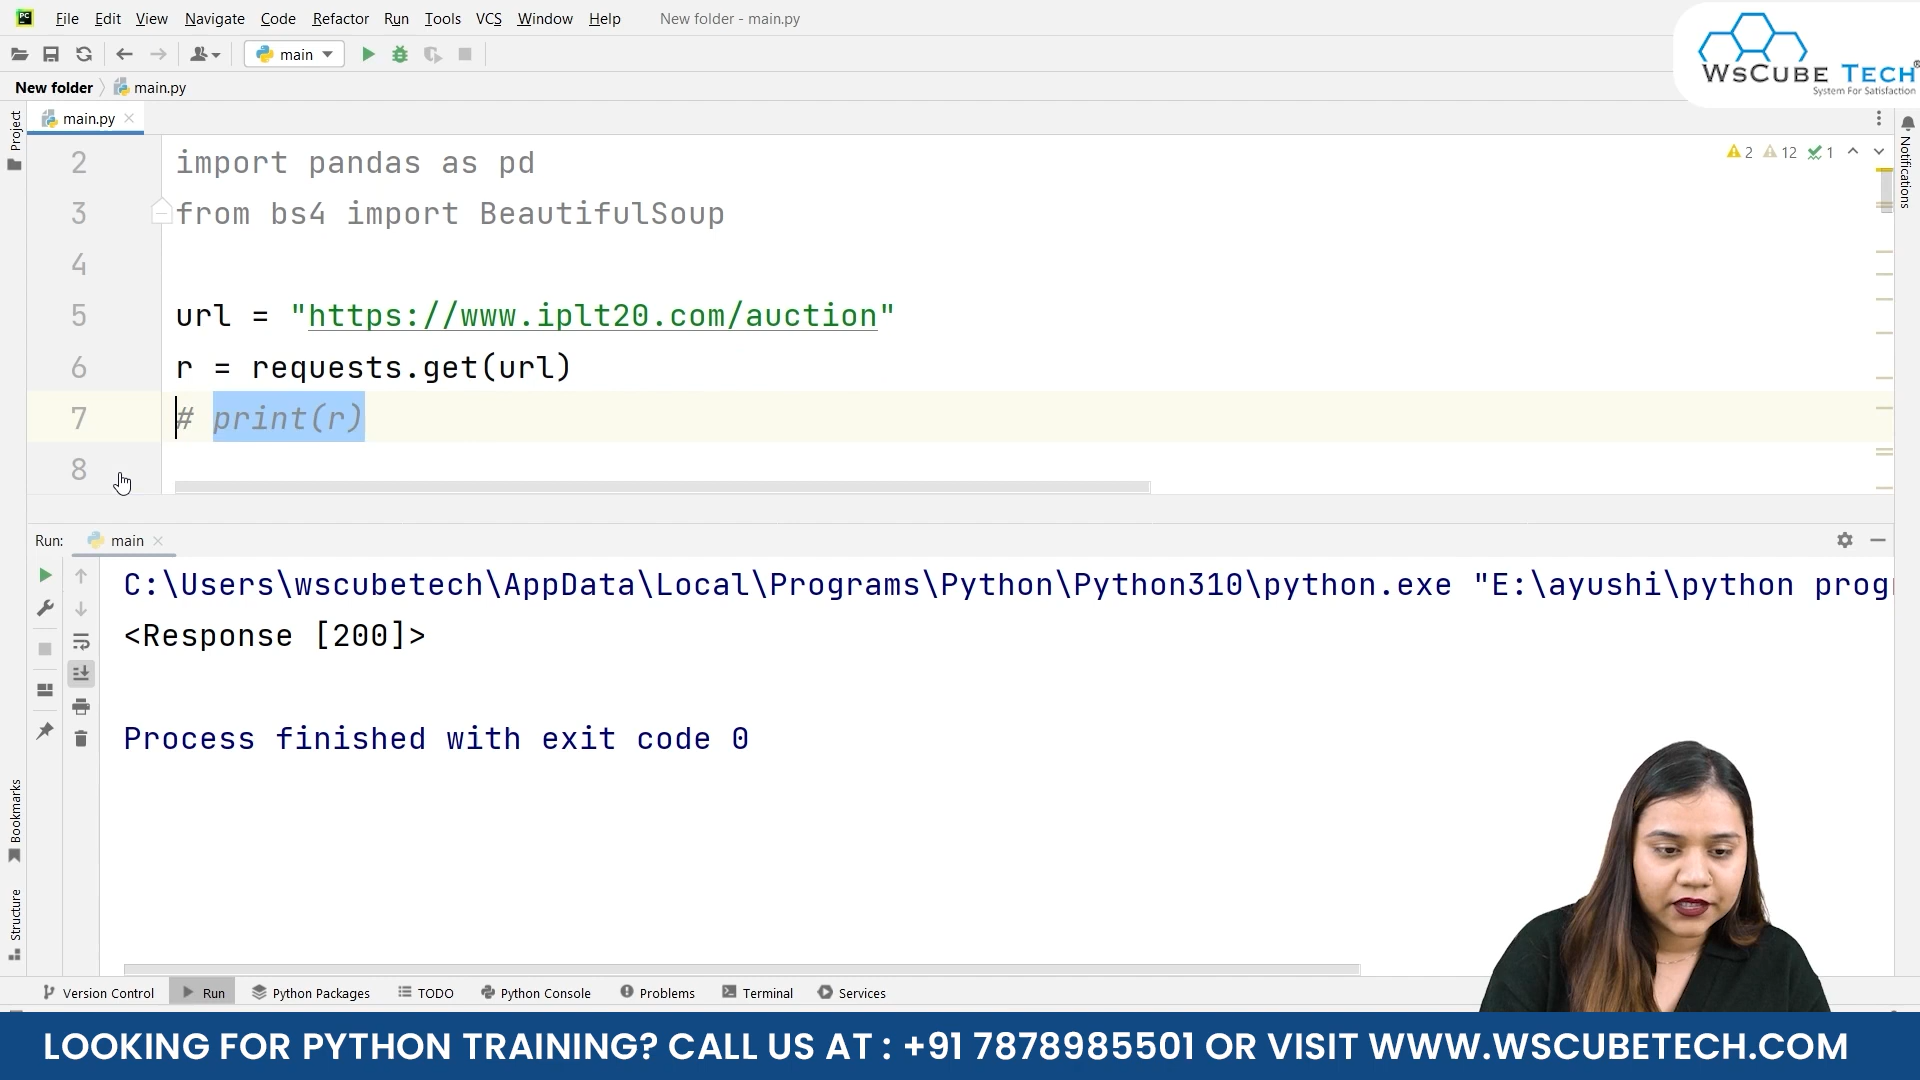 File Edit View Navigate Code Refactor Run Tools VCS Window Help New folder - main.py
main
WsCube Tech®
System For Satisfaction
New folder main.py
main.py
Project
Notifications
2 12 1
2 import pandas as pd
3 from bs4 import BeautifulSoup
4
5 url = "https://www.iplt20.com/auction"
6 r = requests.get(url)
7 # print(r)
8
Run: main
C:\Users\wscubetech\AppData\Local\Programs\Python\Python310\python.exe "E:\ayushi\python prog
<Response [200]>
Process finished with exit code 0
Bookmarks
Structure
Version Control Run Python Packages TODO Python Console Problems Terminal Services
LOOKING FOR PYTHON TRAINING? CALL US AT : +91 7878985501 OR VISIT WWW.WSCUBETECH.COM